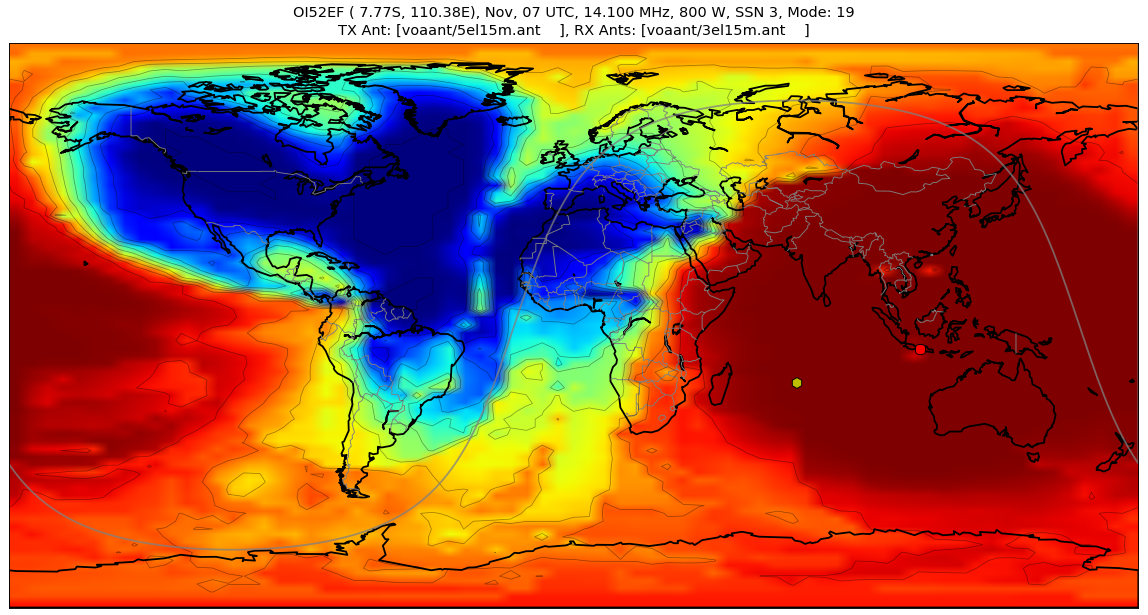 OI52EF ( 7.77S, 110.38E), Nov, 07 UTC, 14.100 MHz, 800 W, SSN 3, Mode: 19
TX Ant: [voaant/5el15m.ant    ], RX Ants: [voaant/3el15m.ant    ]